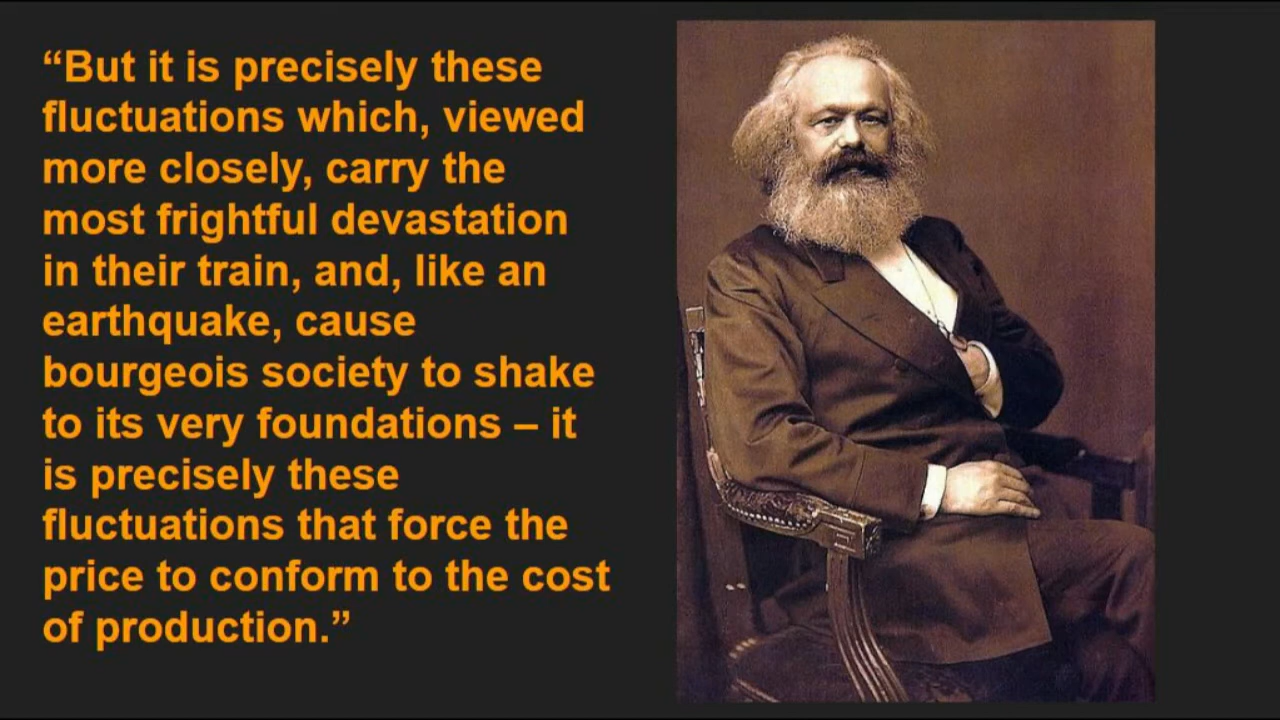 “But it is precisely these
fluctuations which, viewed
more closely, carry the
most frightful devastation
in their train, and, like an
earthquake, cause
bourgeois society to shake
to its very foundations – it
is precisely these
fluctuations that force the
price to conform to the cost
of production.”